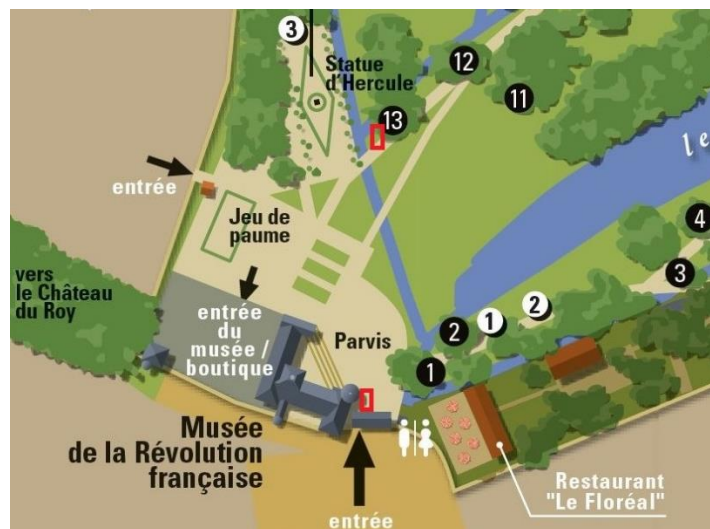 3
Statue
d'Hercule
12
11
13
le
entrée
Jeu de
paume
4
3
vers
le Château
du Roy
entrée
du
musée /
boutique
Parvis
2
1
2
1
Musée
de la Révolution
française
Restaurant
"Le Floréal"
entrée